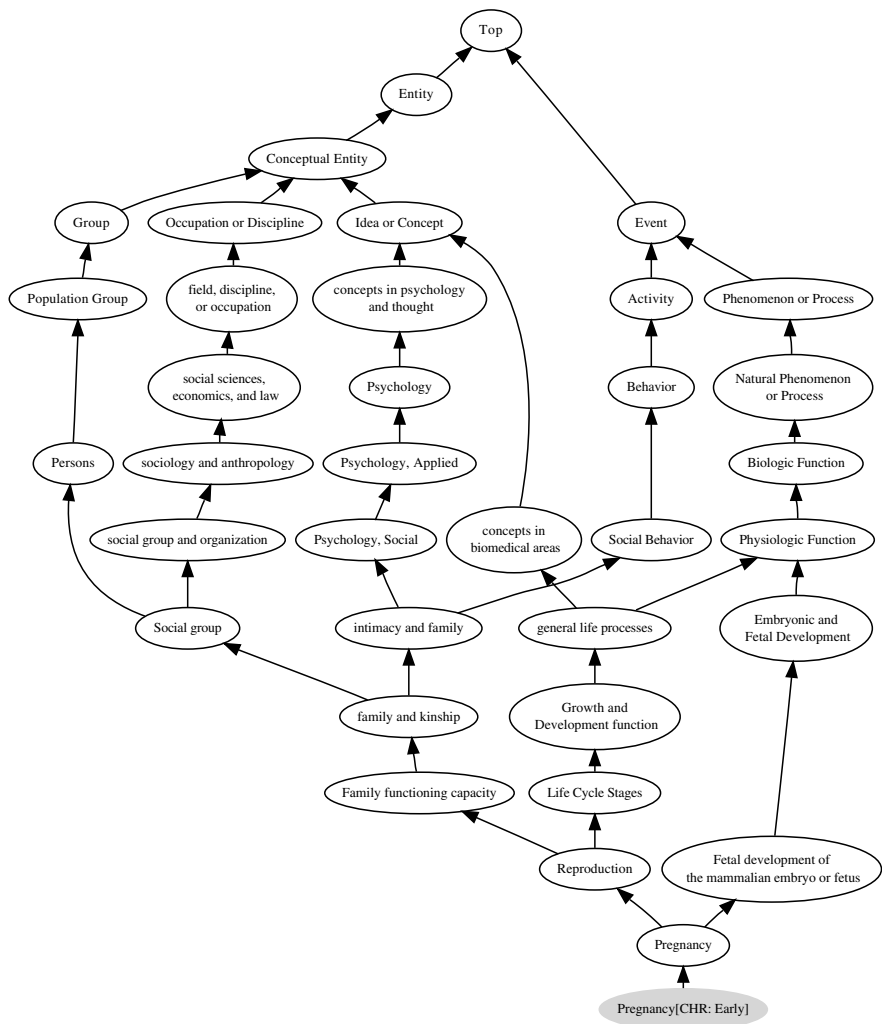 Top
Entity
Conceptual Entity
Group
Occupation or Discipline
Idea or Concept
Event
Population Group
field, discipline,
or occupation
concepts in psychology
and thought
Activity
Phenomenon or Process
social sciences,
economics, and law
Psychology
Behavior
Natural Phenomenon
or Process
Persons
sociology and anthropology
Psychology, Applied
Biologic Function
social group and organization
Psychology, Social
concepts in
biomedical areas
Social Behavior
Physiologic Function
Social group
intimacy and family
general life processes
Embryonic and
Fetal Development
family and kinship
Growth and
Development function
Family functioning capacity
Life Cycle Stages
Reproduction
Fetal development of
the mammalian embryo or fetus
Pregnancy
Pregnancy[CHR: Early]